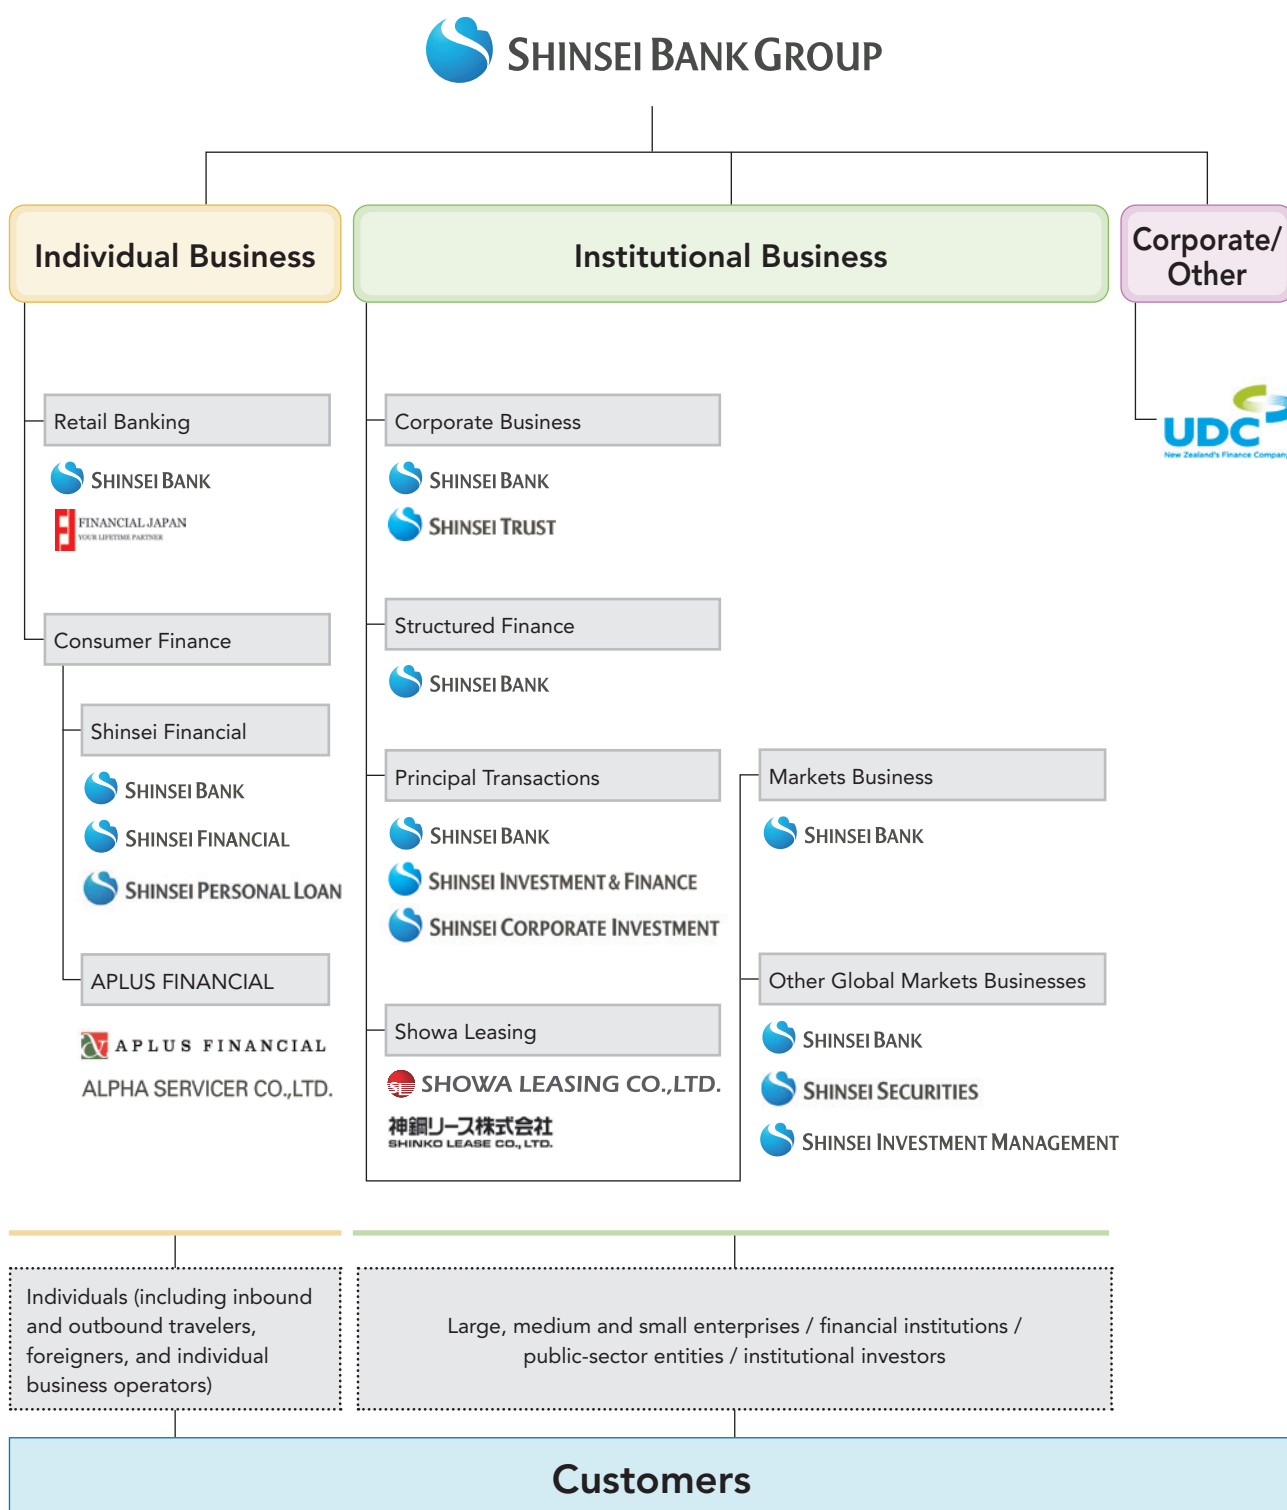 SHINSEI BANK GROUP
Individual Business
Institutional Business
Corporate/
Other
Retail Banking
SHINSEI BANK
FINANCIAL JAPAN
YOUR LIFETIME PARTNER
Consumer Finance
Shinsei Financial
SHINSEI BANK
SHINSEI FINANCIAL
SHINSEI PERSONAL LOAN
APLUS FINANCIAL
APLUS FINANCIAL
ALPHA SERVICER CO.,LTD.
Corporate Business
SHINSEI BANK
SHINSEI TRUST
Structured Finance
SHINSEI BANK
Principal Transactions
SHINSEI BANK
SHINSEI INVESTMENT & FINANCE
SHINSEI CORPORATE INVESTMENT
Showa Leasing
SL SHOWA LEASING CO.,LTD.
神鋼リース株式会社
SHINKO LEASE CO., LTD.
Markets Business
SHINSEI BANK
Other Global Markets Businesses
SHINSEI BANK
SHINSEI SECURITIES
SHINSEI INVESTMENT MANAGEMENT
UDC
New Zealand's Finance Company
Individuals (including inbound
and outbound travelers,
foreigners, and individual
business operators)
Large, medium and small enterprises / financial institutions /
public-sector entities / institutional investors
Customers